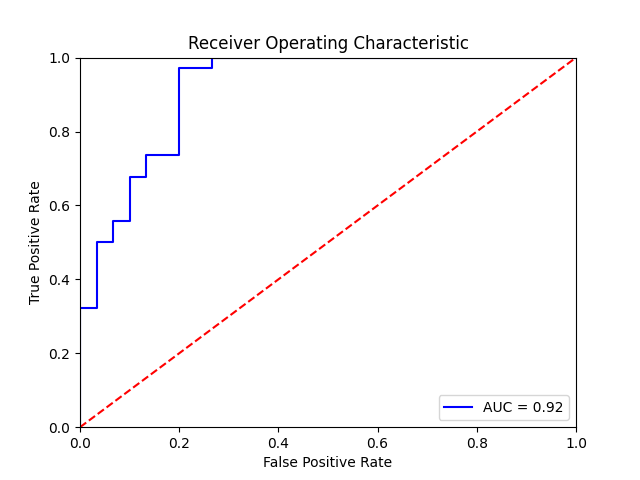 Receiver Operating Characteristic
True Positive Rate
1.0
0.8
0.6
0.4
0.2
0.0
AUC = 0.92
0.0 0.2 0.4 0.6 0.8 1.0
False Positive Rate